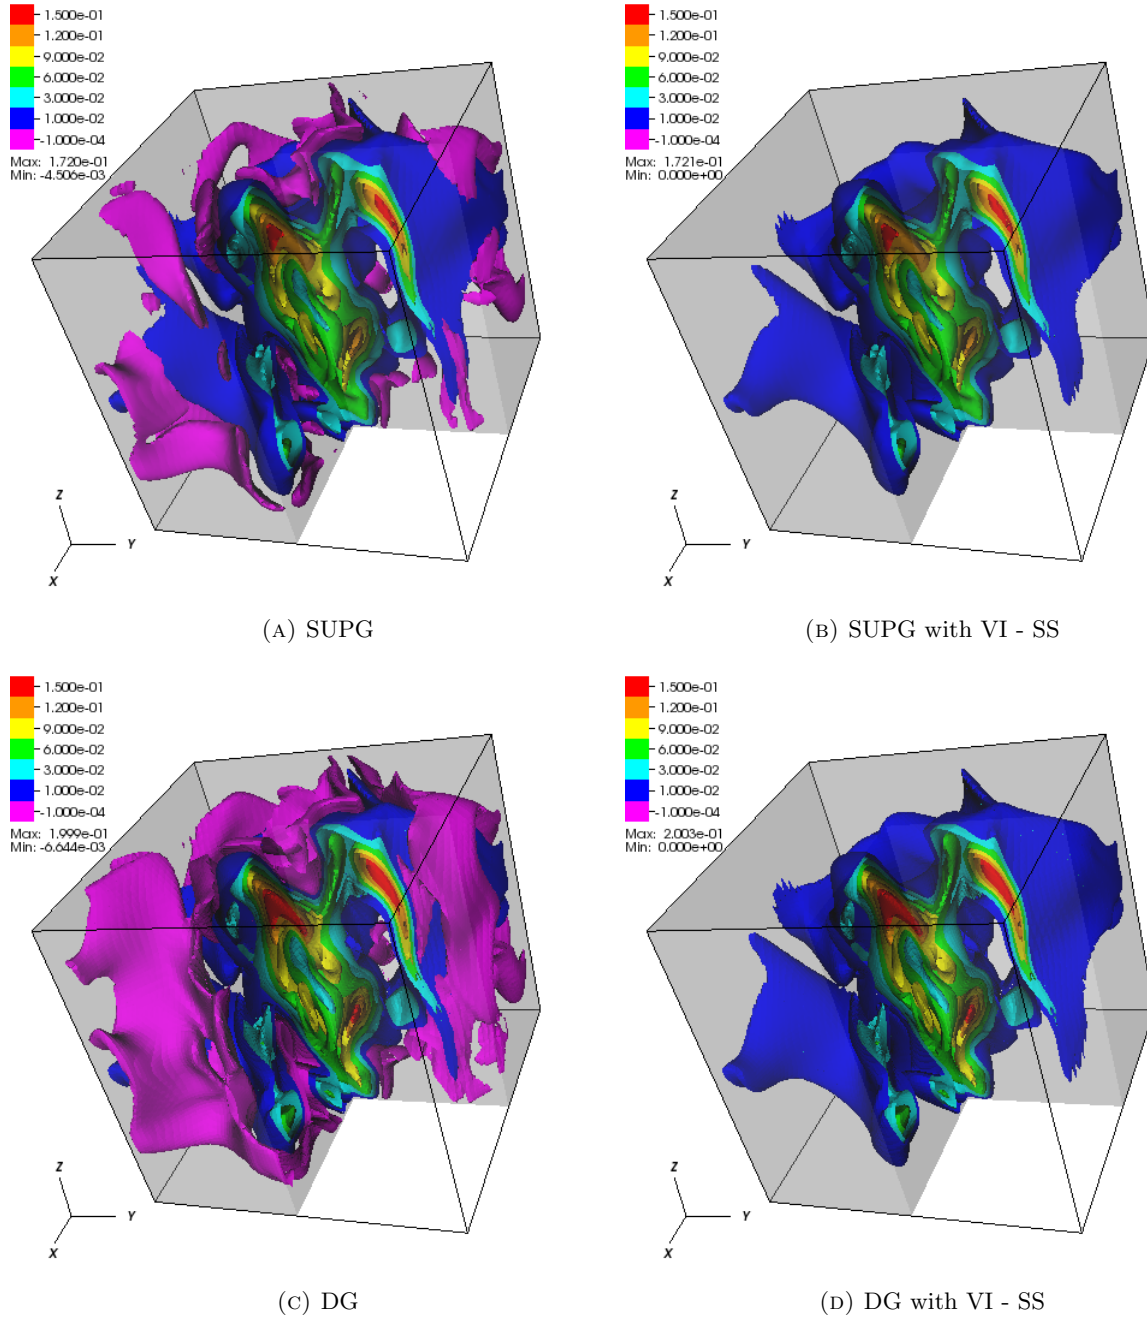 1.500e-01
1.200e-01
9.000e-02
6.000e-02
3.000e-02
1.000e-02
-1.000e-04
Max: 1.720e-01
Min: -4.506e-03
Z
Y
X
(A) SUPG
1.500e-01
1.200e-01
9.000e-02
6.000e-02
3.000e-02
1.000e-02
-1.000e-04
Max: 1.721e-01
Min: 0.000e+00
Z
Y
X
(B) SUPG with VI - SS
1.500e-01
1.200e-01
9.000e-02
6.000e-02
3.000e-02
1.000e-02
-1.000e-04
Max: 1.999e-01
Min: -6.644e-03
Z
Y
X
(C) DG
1.500e-01
1.200e-01
9.000e-02
6.000e-02
3.000e-02
1.000e-02
-1.000e-04
Max: 2.003e-01
Min: 0.000e+00
Z
Y
X
(D) DG with VI - SS